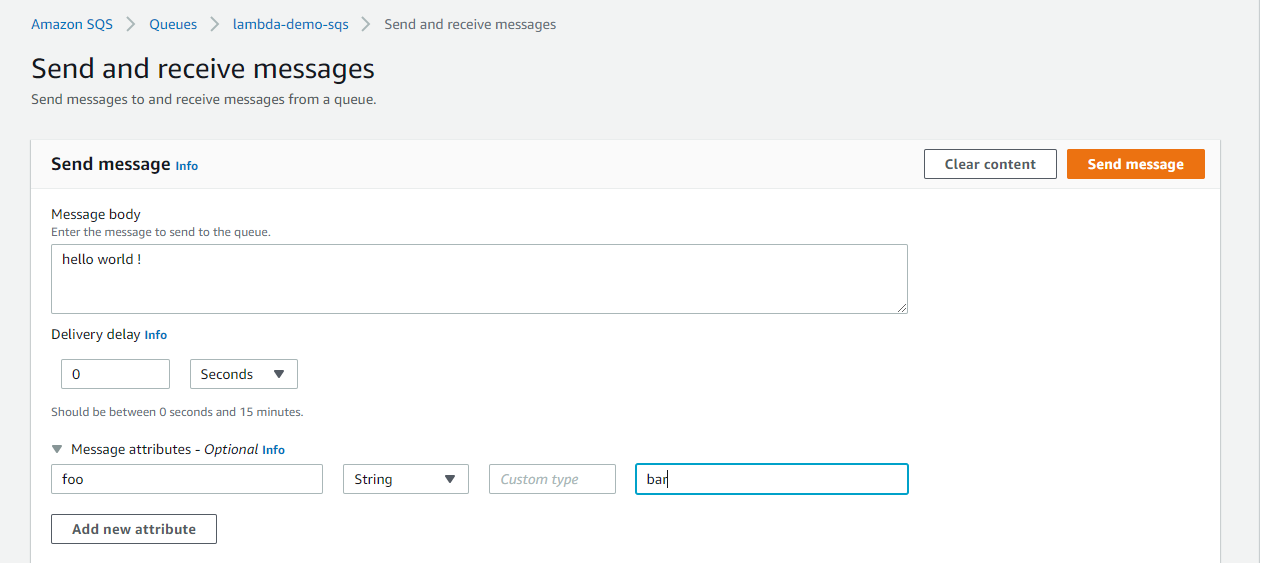 Amazon SQS > Queues > lambda-demo-sqs > Send and receive messages
Send and receive messages
Send messages to and receive messages from a queue.
Send message Info
Clear content
Send message
Message body
Enter the message to send to the queue.
hello world !
Delivery delay Info
0
Seconds
Should be between 0 seconds and 15 minutes.
Message attributes - Optional Info
foo
String
Custom type
bar
Add new attribute